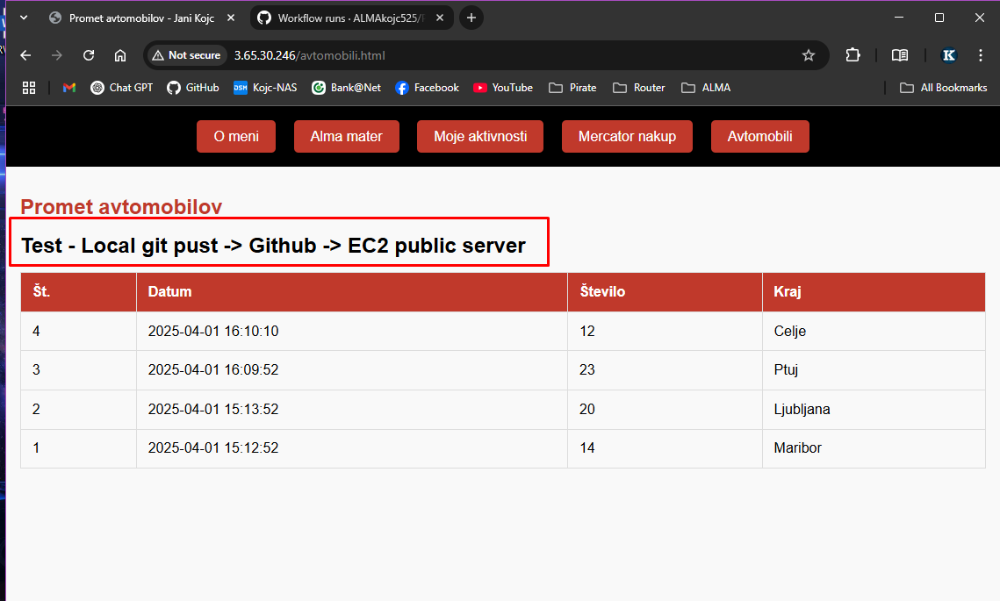 Promet avtomobilov - Jani Kojc
Workflow runs · ALMAkojc525/
Not secure 3.65.30.246/avtomobili.html
K
Chat GPT GitHub JSN Kojc-NAS Bank@Net Facebook YouTube Pirate Router ALMA All Bookmarks
O meni Alma mater Moje aktivnosti Mercator nakup Avtomobili
Promet avtomobilov
Test - Local git pust -> Github -> EC2 public server
Št. Datum Število Kraj
4 2025-04-01 16:10:10 12 Celje
3 2025-04-01 16:09:52 23 Ptuj
2 2025-04-01 15:13:52 20 Ljubljana
1 2025-04-01 15:12:52 14 Maribor